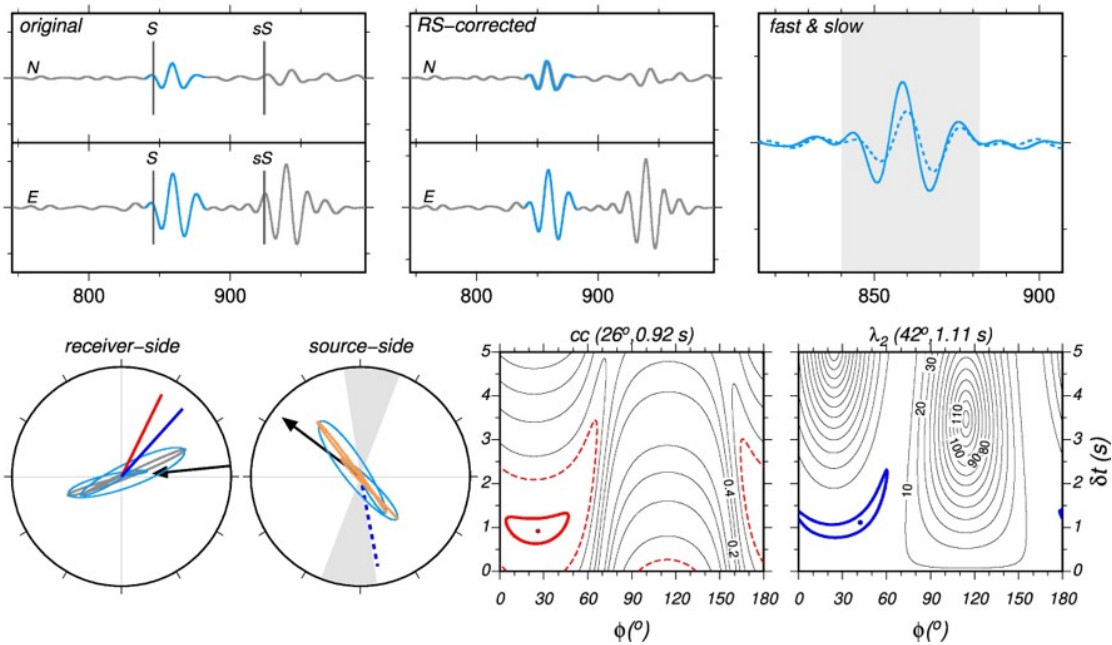 original
S
sS
N
S
sS
E
800
900
RS-corrected
N
E
800
900
fast & slow
850
900
receiver-side
source-side
cc (26°,0.92 s)
5
4
3
2
1
0
0.4
0.2
0 30 60 90 120 150 180
ϕ(°)
λ₂ (42°,1.11 s)
30
20
10
110
100
90
80
5
4
3
2
1
0
δt (s)
0 30 60 90 120 150 180
ϕ(°)